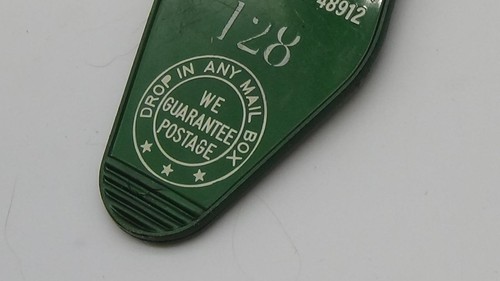 48912
128
DROP IN ANY MAIL BOX
WE
GUARANTEE
POSTAGE